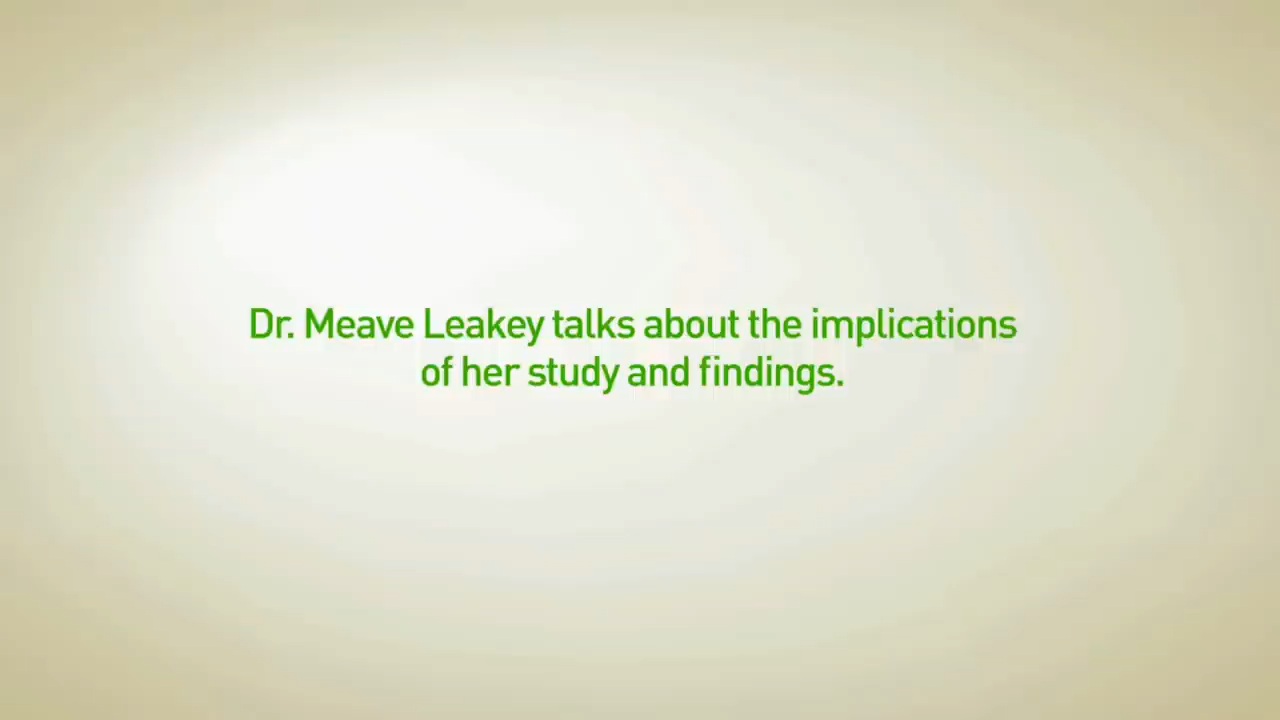 Dr. Meave Leakey talks about the implications
of her study and findings.